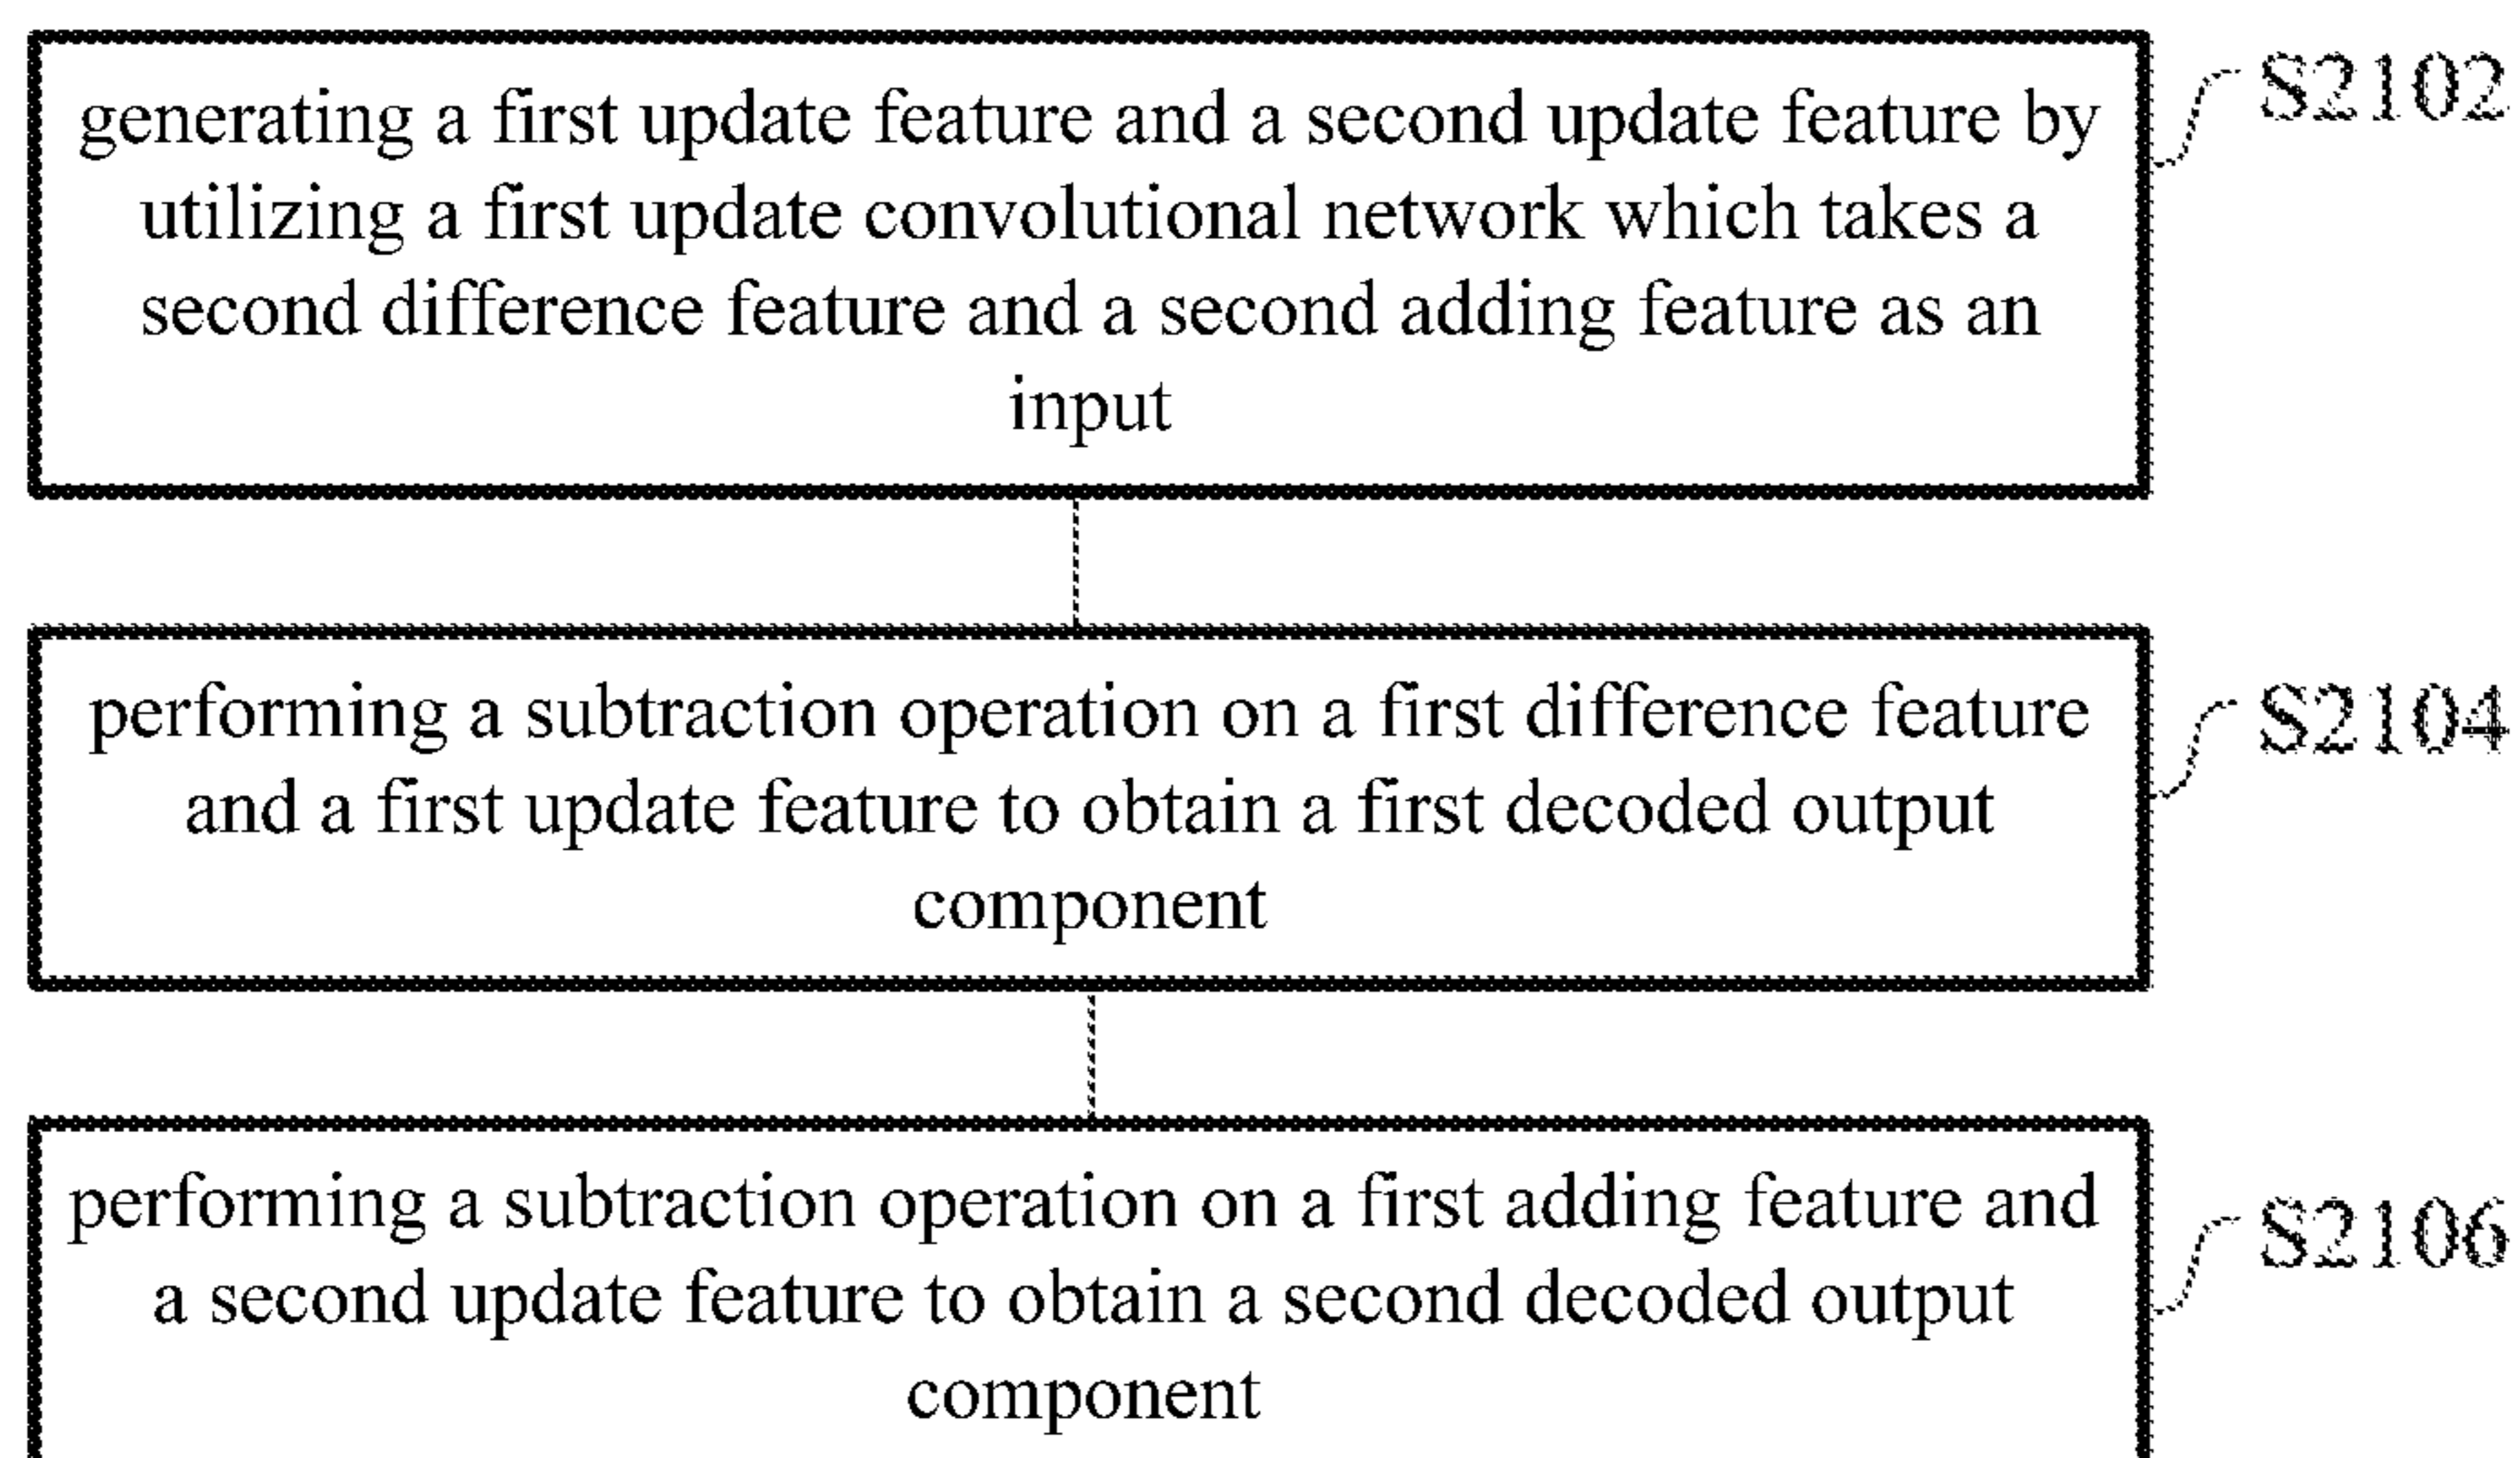 generating a first update feature and a second update feature by
utilizing a first update convolutional network which takes a
second difference feature and a second adding feature as an
input
S2102
performing a subtraction operation on a first difference feature
and a first update feature to obtain a first decoded output
component
S2104
performing a subtraction operation on a first adding feature and
a second update feature to obtain a second decoded output
component
S2106